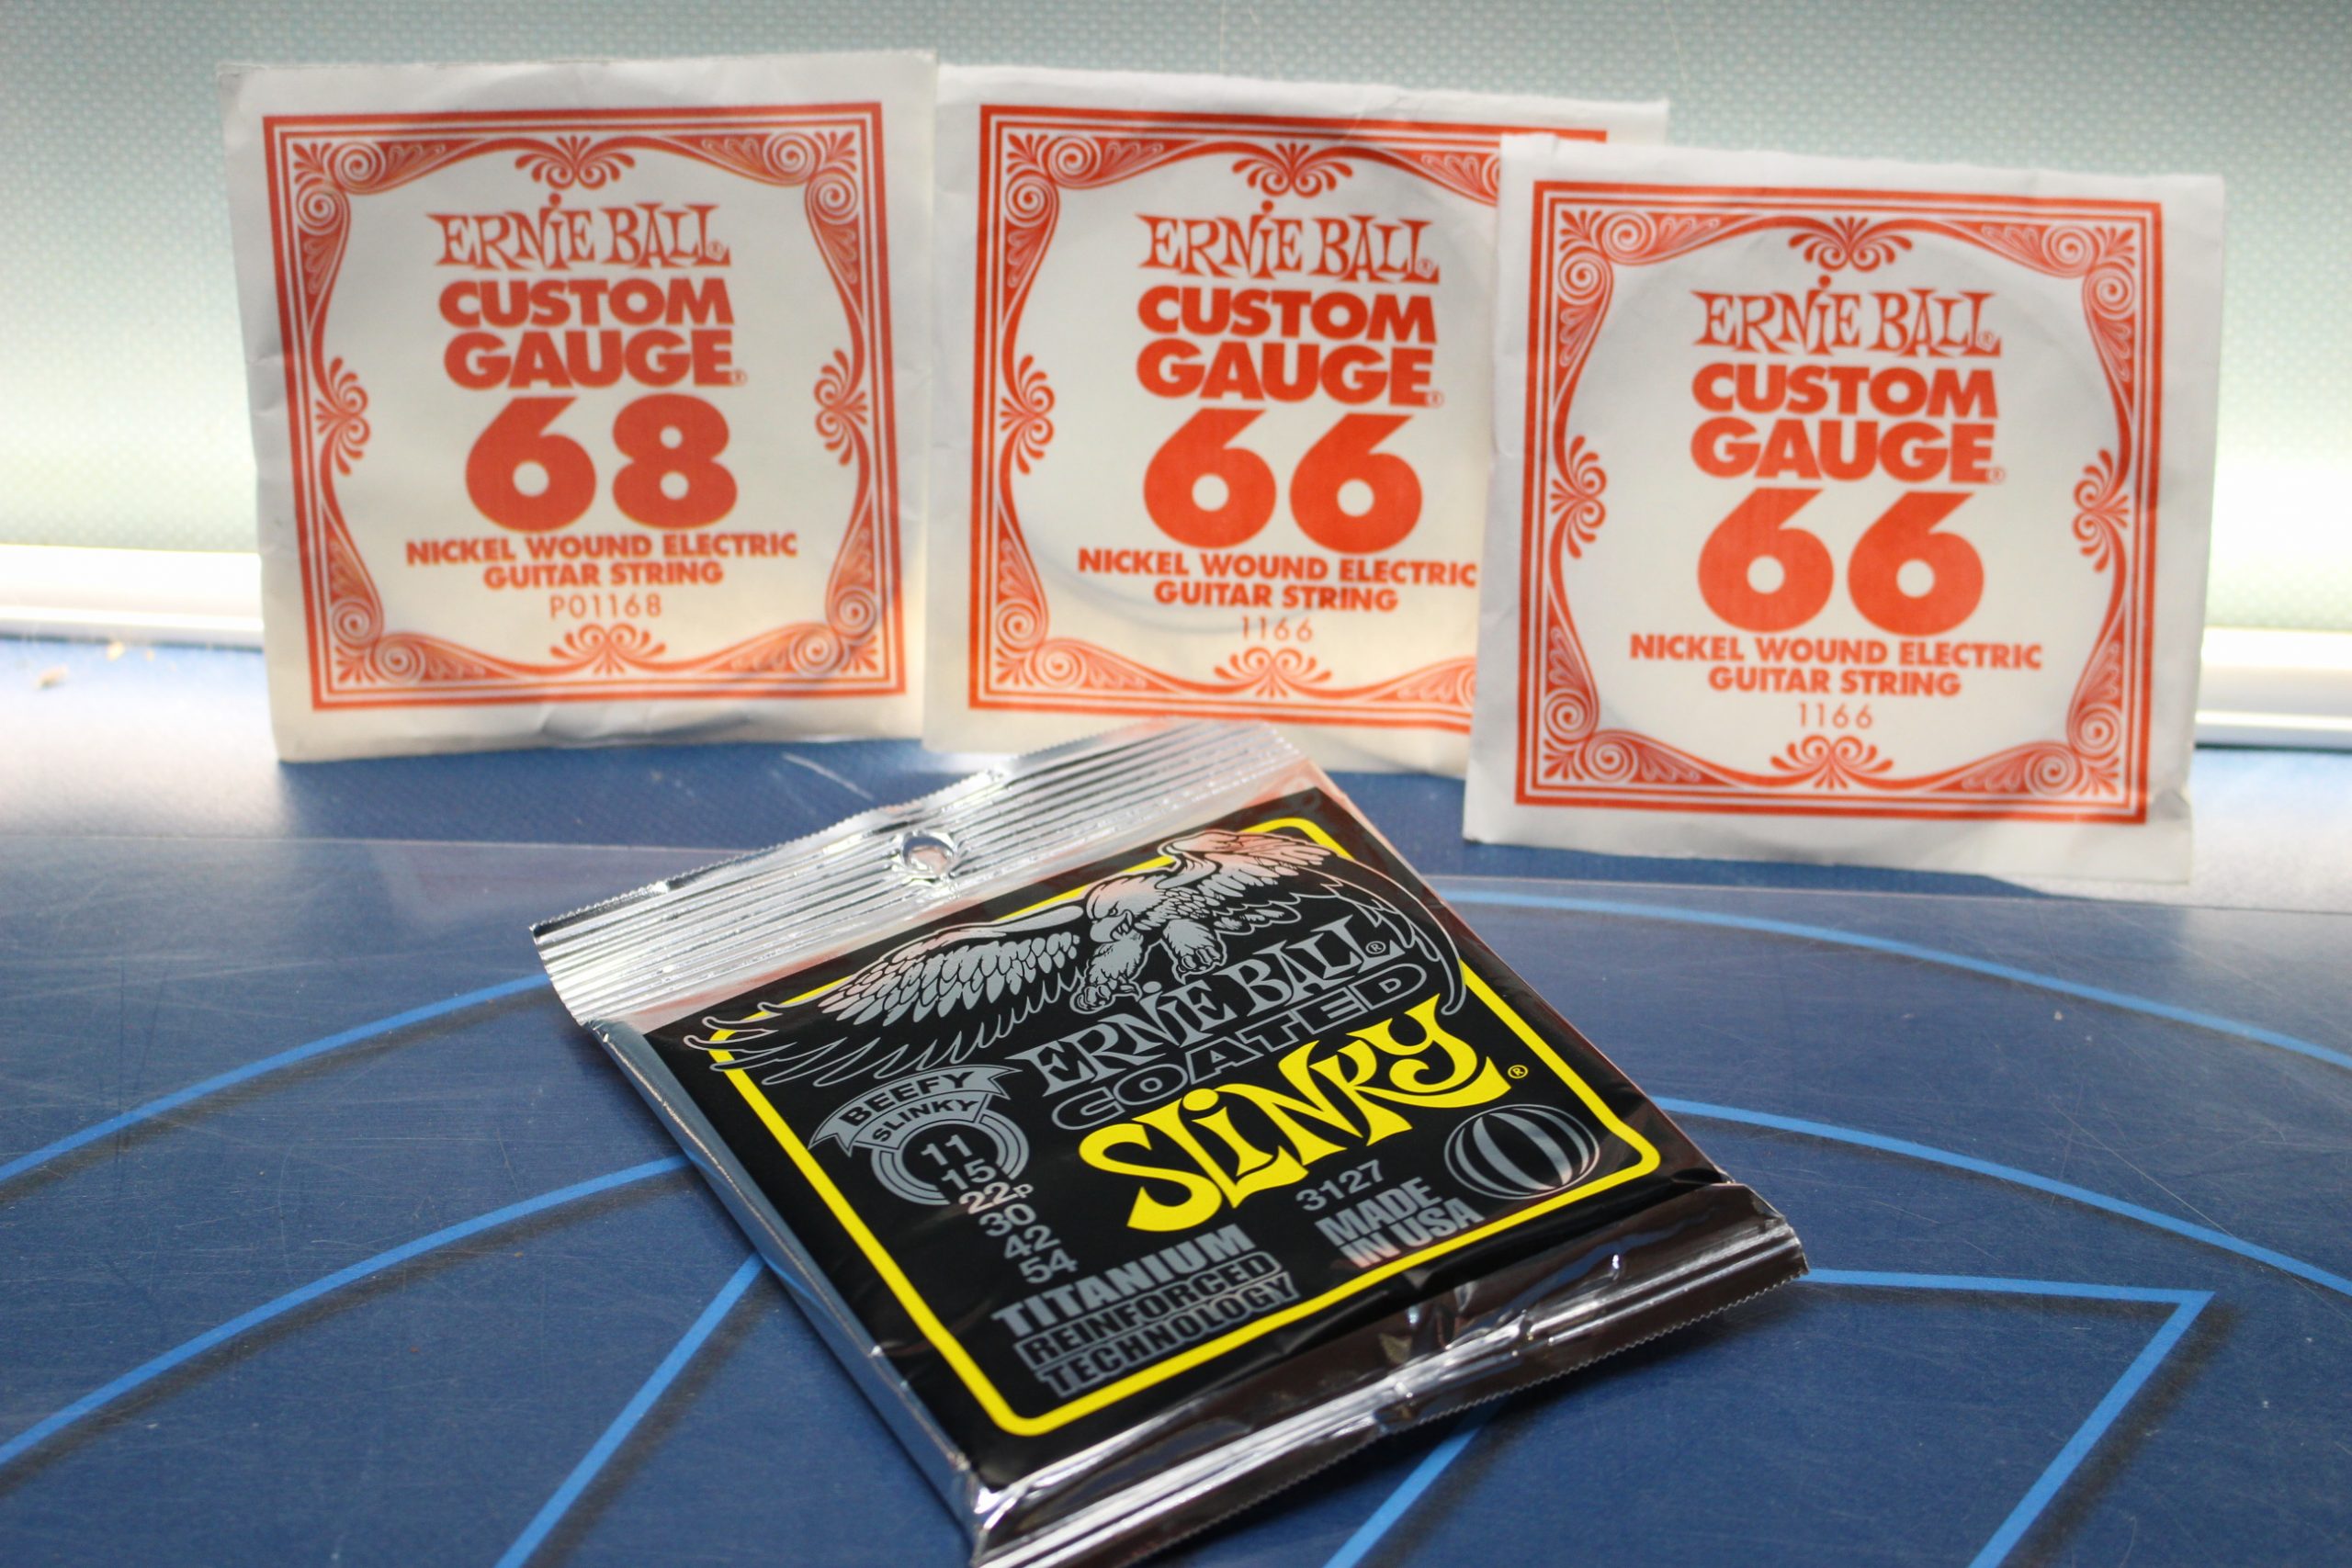 ERNIE BALL®
CUSTOM
GAUGE®
68
NICKEL WOUND ELECTRIC
GUITAR STRING
P01168
ERNIE BALL®
CUSTOM
GAUGE®
66
NICKEL WOUND ELECTRIC
GUITAR STRING
1166
ERNIE BALL®
CUSTOM
GAUGE®
66
NICKEL WOUND ELECTRIC
GUITAR STRING
1166
ERNIE BALL®
COATED
SLINKY®
BEEFY
SLINKY
11
15
22p
30
42
54
3127
MADE
IN USA
TITANIUM
REINFORCED
TECHNOLOGY